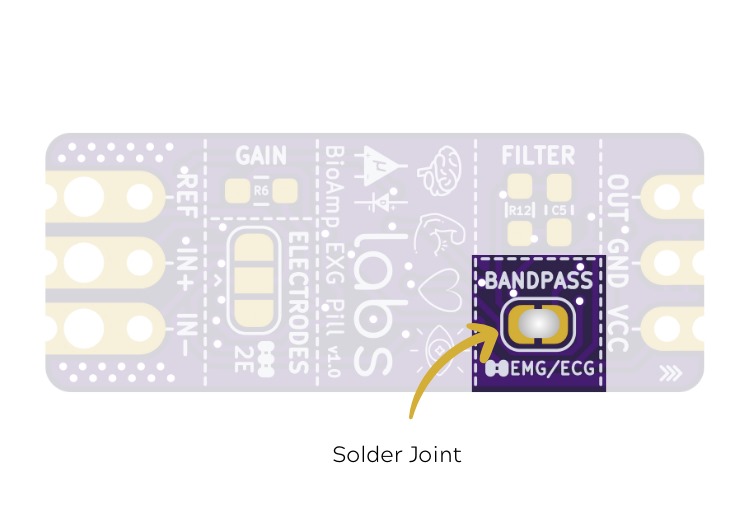 GAIN
R6
REF
IN+
IN-
ELECTRODES
2E
BioAmp EXG Pill v1.0
μ
labs
FILTER
R12
C5
BANDPASS
EMG/ECG
OUT
GND
VCC
Solder Joint